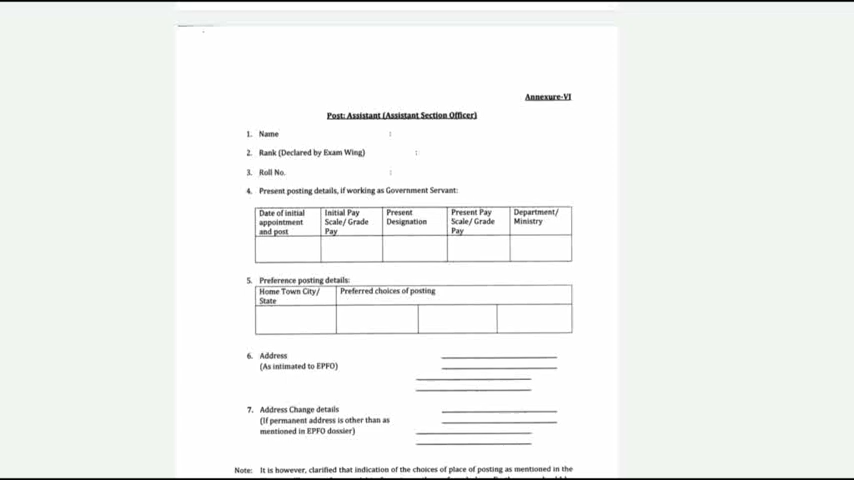 Annexure-VI
Post: Assistant (Assistant Section Officer)
1. Name :
2. Rank (Declared by Exam Wing) :
3. Roll No. :
4. Present posting details, if working as Government Servant:
Date of initial appointment and post
Initial Pay Scale/ Grade Pay
Present Designation
Present Pay Scale/ Grade Pay
Department/ Ministry
5. Preference posting details:
Home Town City/ State
Preferred choices of posting
6. Address
(As intimated to EPFO)
7. Address Change details
(If permanent address is other than as
mentioned in EPFO dossier)
Note: It is however, clarified that indication of the choices of place of posting as mentioned in the